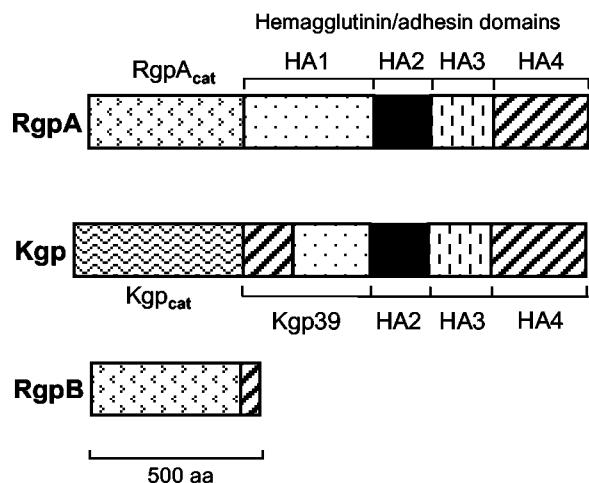 Hemagglutinin/adhesin domains
RgpAcat HA1 HA2 HA3 HA4
RgpA
Kgp
Kgpcat
Kgp39 HA2 HA3 HA4
RgpB
500 aa